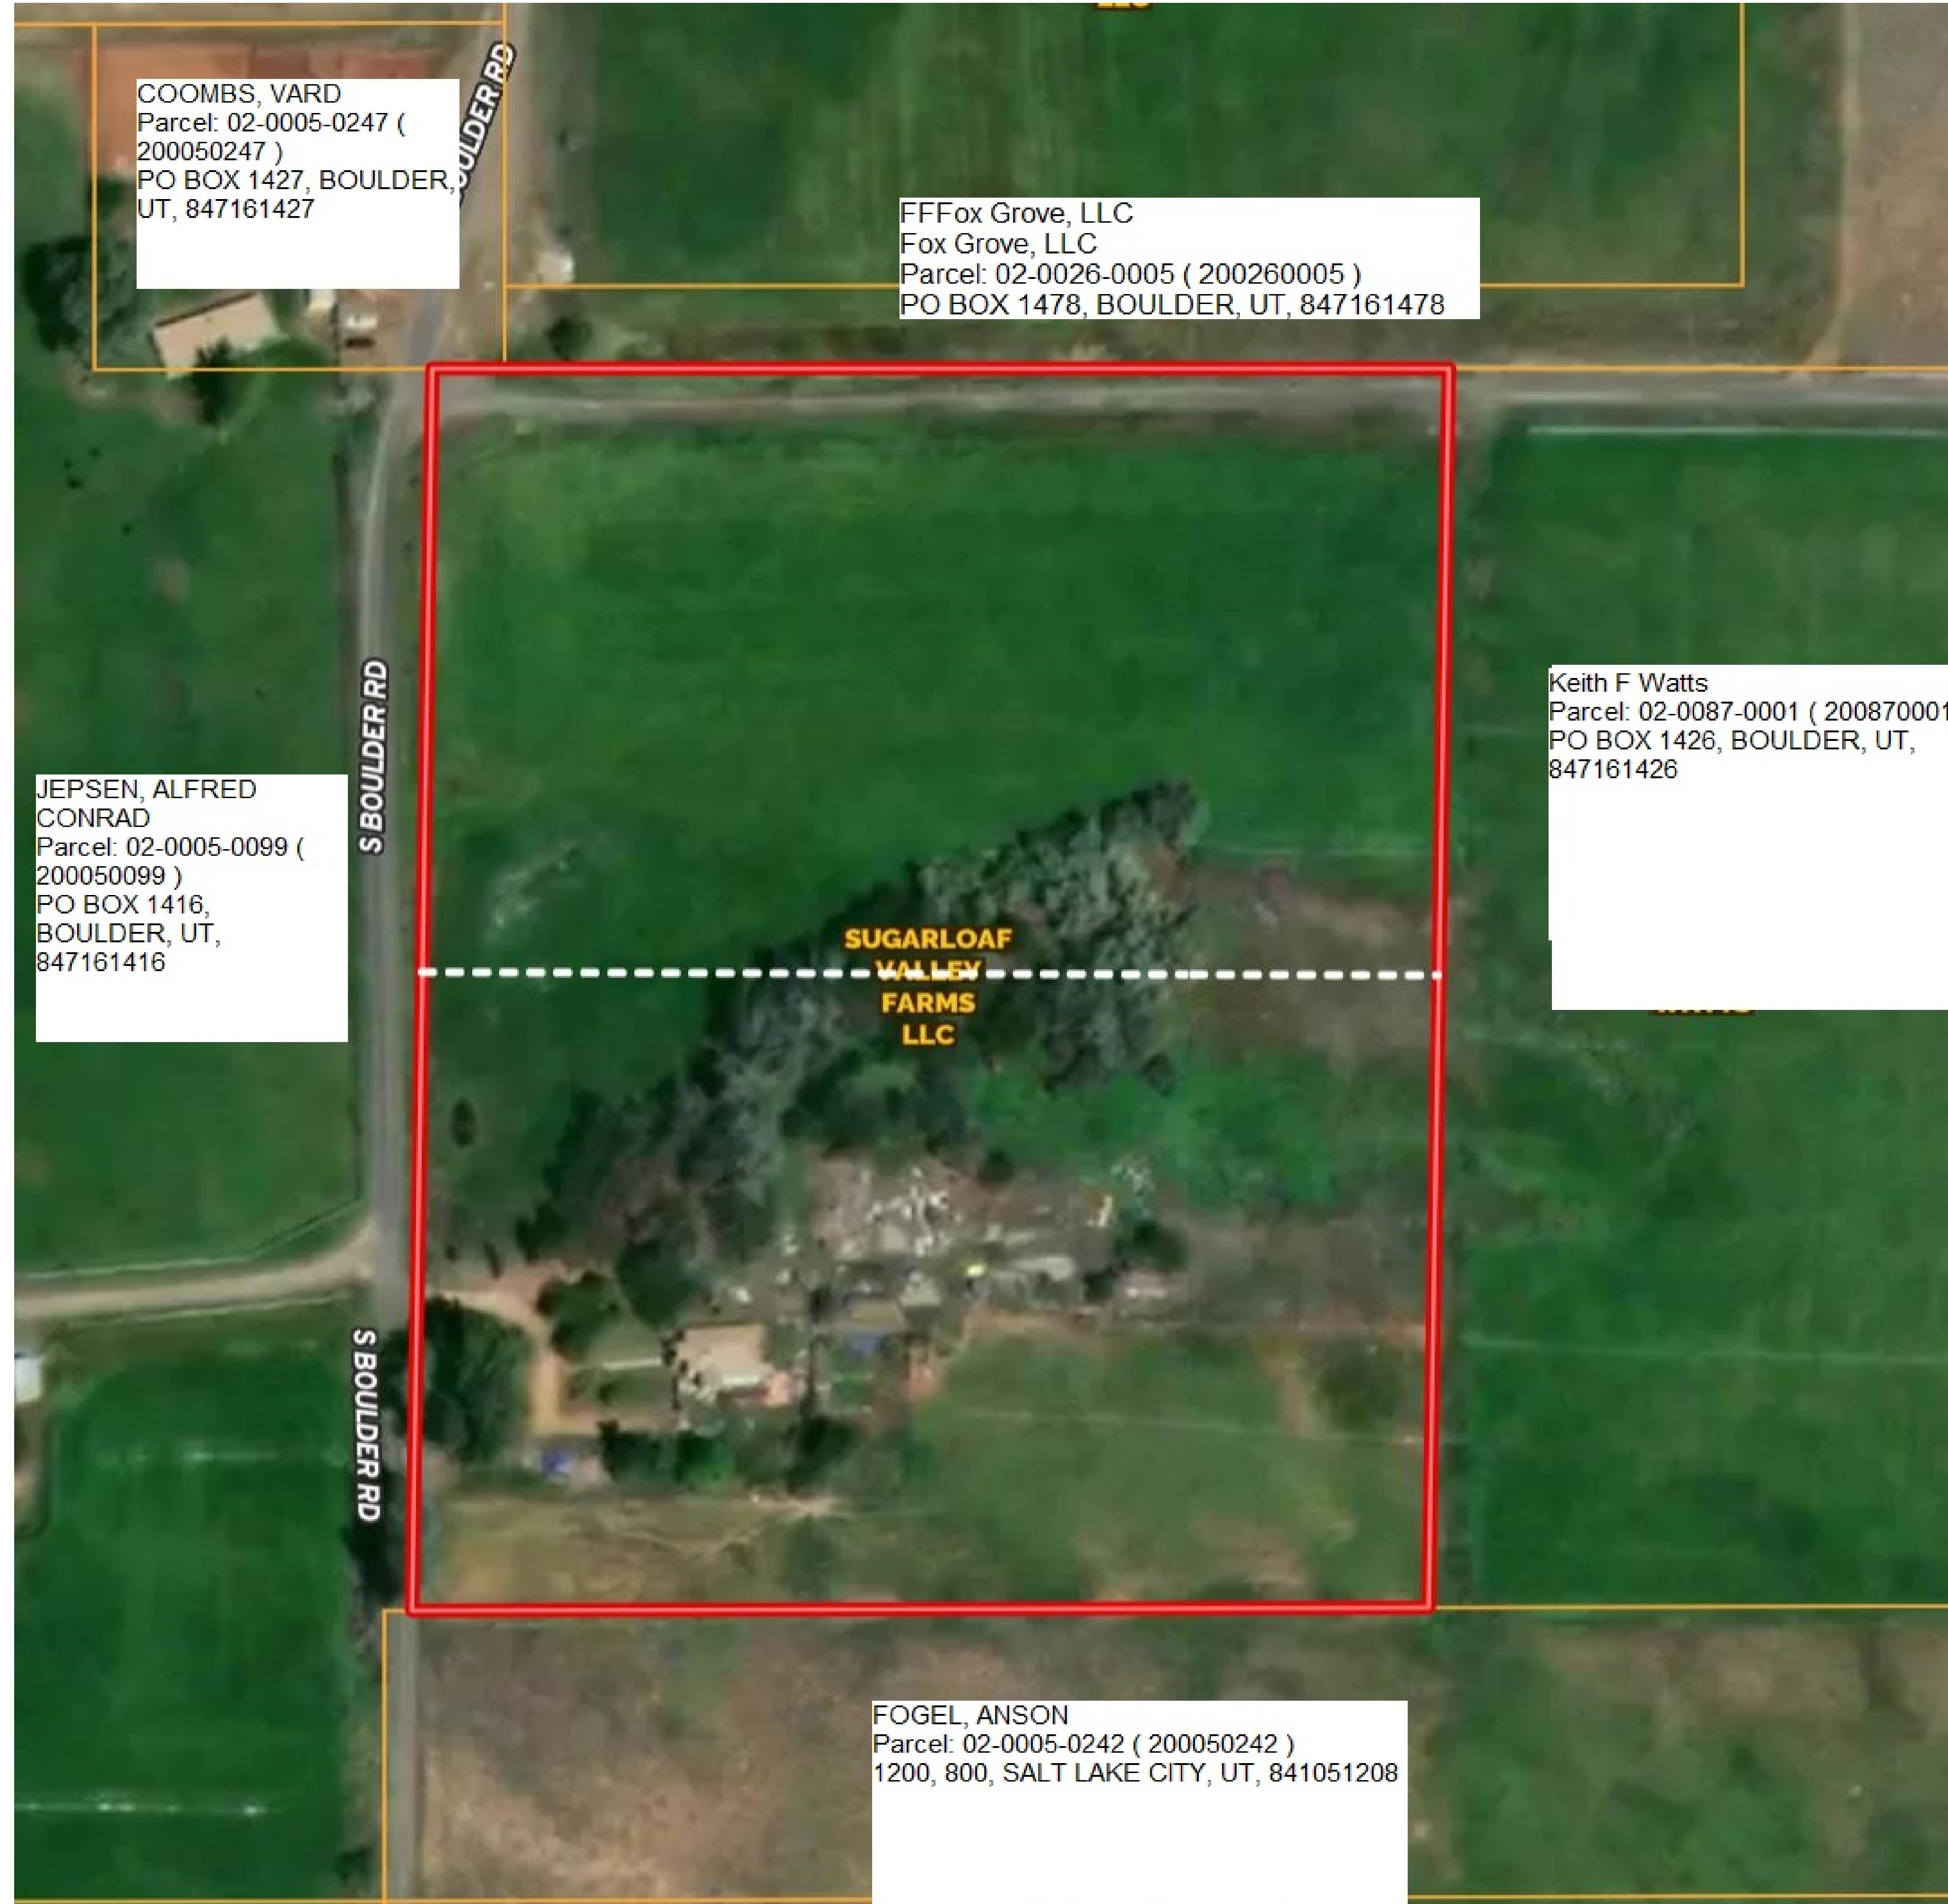 LLC
COOMBS, VARD
Parcel: 02-0005-0247 (
200050247 )
PO BOX 1427, BOULDER,
UT, 847161427
BOULDER RD
FFFox Grove, LLC
Fox Grove, LLC
Parcel: 02-0026-0005 ( 200260005 )
PO BOX 1478, BOULDER, UT, 847161478
S BOULDER RD
Keith F Watts
Parcel: 02-0087-0001 ( 200870001
PO BOX 1426, BOULDER, UT,
847161426
JEPSEN, ALFRED
CONRAD
Parcel: 02-0005-0099 (
200050099 )
PO BOX 1416,
BOULDER, UT,
847161416
SUGARLOAF
VALLEY
FARMS
LLC
S BOULDER RD
FOGEL, ANSON
Parcel: 02-0005-0242 ( 200050242 )
1200, 800, SALT LAKE CITY, UT, 841051208